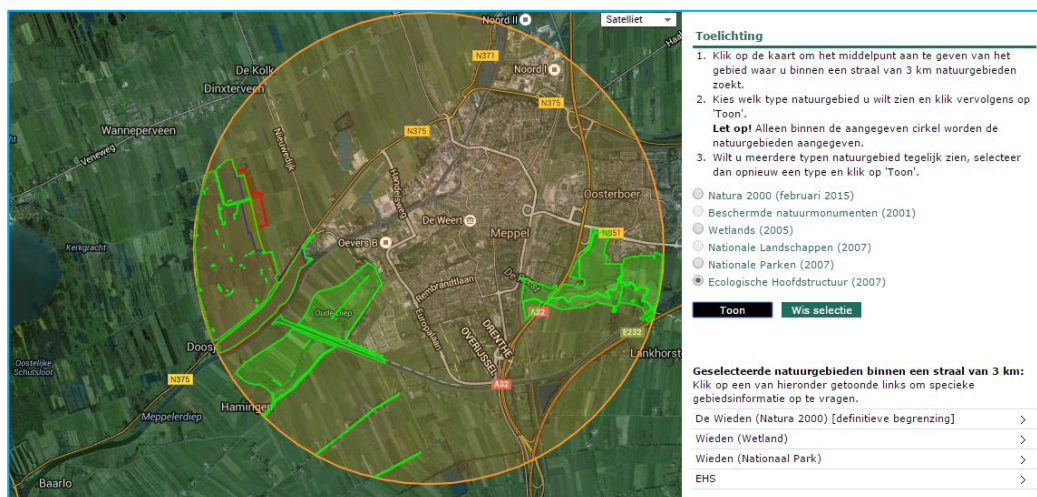 Satelliet
Noord II
N371
Noord I
De Kolk
Dinxterveen
N375
N375
Wanneperveen
Nieuwedijk
Veneweg
Handelsweg
Oosterboer
De Weert
Meppel
N351
Kerkgracht
Oevers B
De Reest
Rembrandtlaan
Oude Diep
A32
Europalaan
DRENTHE
OVERIJSSEL
E232
Doosje
Lankhorst
Oostelijke
Schutsloot
N375
A32
Hamingen
Meppelerdiep
Baarlo
Toelichting
1. Klik op de kaart om het middelpunt aan te geven van het
gebied waar u binnen een straal van 3 km natuurgebieden
zoekt.
2. Kies welk type natuurgebied u wilt zien en klik vervolgens op
'Toon'.
Let op! Alleen binnen de aangegeven cirkel worden de
natuurgebieden aangegeven.
3. Wilt u meerdere typen natuurgebied tegelijk zien, selecteer
dan opnieuw een type en klik op 'Toon'.
Natura 2000 (februari 2015)
Beschermde natuurmonumenten (2001)
Wetlands (2005)
Nationale Landschappen (2007)
Nationale Parken (2007)
Ecologische Hoofdstructuur (2007)
Toon Wis selectie
Geselecteerde natuurgebieden binnen een straal van 3 km:
Klik op een van hieronder getoonde links om specieke
gebiedsinformatie op te vragen.
De Wieden (Natura 2000) [definitieve begrenzing]
Wieden (Wetland)
Wieden (Nationaal Park)
EHS